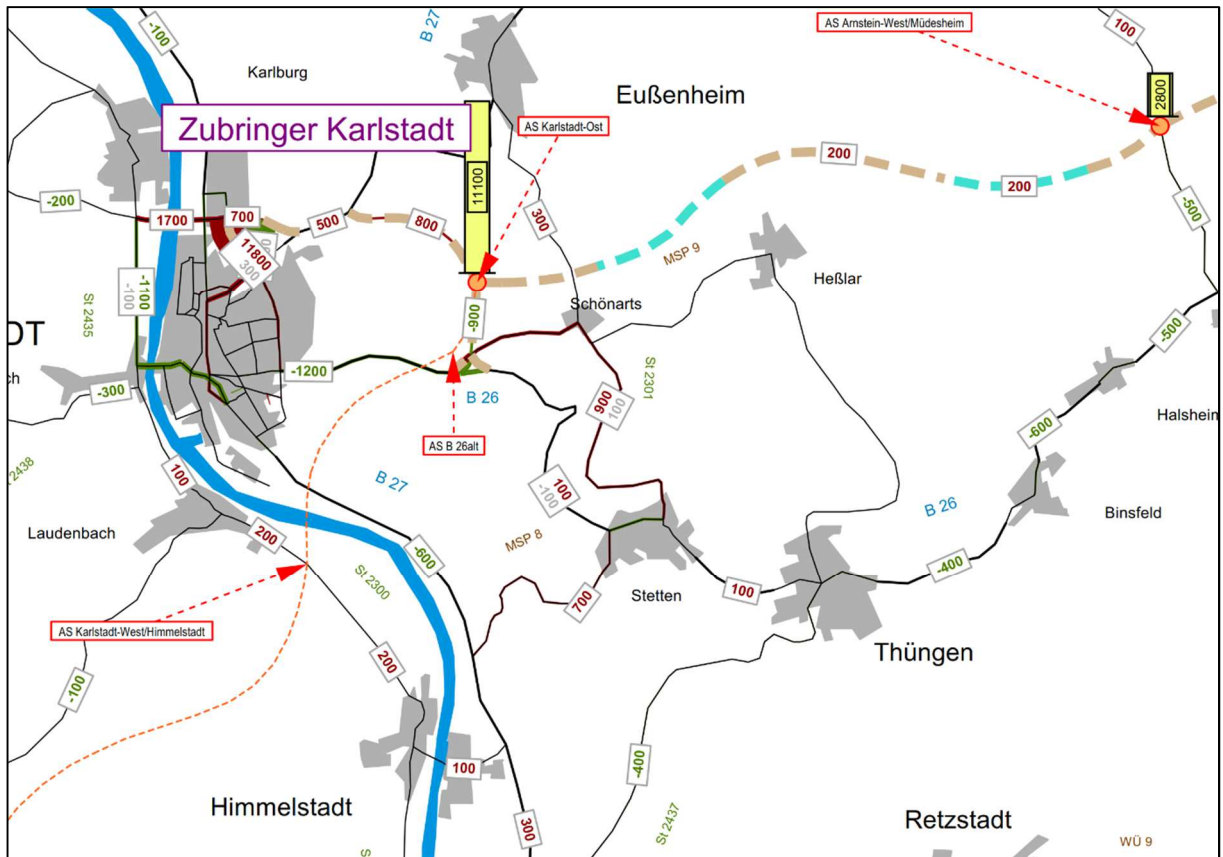 -100
B 27
100
AS Arnstein-West/Müdesheim
Karlburg
Eußenheim
2800
Zubringer Karlstadt
AS Karlstadt-Ost
11100
200
200
-200
1700
700
500
800
300
-500
11800
300
MSP 9
Heßlar
-1100
-100
St 2435
-900
Schönarts
DT
-500
-1200
St 2301
ch
-300
B 26
900
100
Halsheim
AS B 26alt
-600
St 2438
100
B 27
100
-100
B 26
Binsfeld
Laudenbach
200
-600
MSP 8
-400
St 2300
Stetten
100
700
AS Karlstadt-West/Himmelstadt
Thüngen
200
-100
-400
100
Himmelstadt
300
St 2437
Retzstadt
WÜ 9